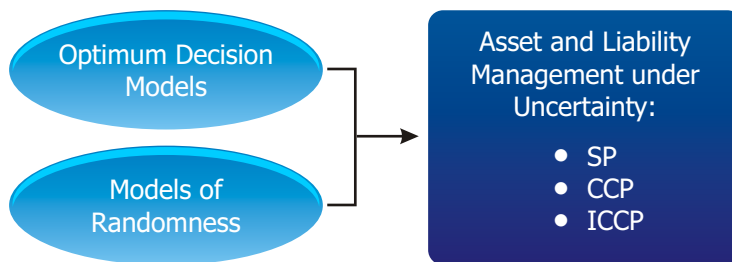 Optimum Decision
Models
Models of
Randomness
Asset and Liability
Management under
Uncertainty:
• SP
• CCP
• ICCP